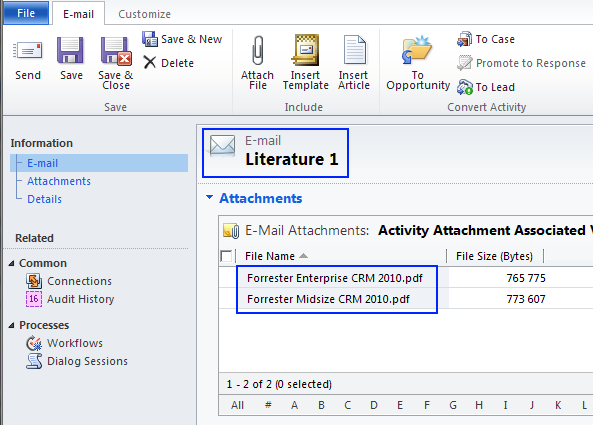 File E-mail Customize
Send
Save
Save & Close
Save & New
Delete
Save
Attach File
Insert Template
Insert Article
Include
To Opportunity
To Case
Promote to Response
To Lead
Convert Activity
Information
E-mail
Attachments
Details
Related
Common
Connections
16 Audit History
Processes
Workflows
Dialog Sessions
E-mail
Literature 1
Attachments
E-Mail Attachments: Activity Attachment Associated
File Name File Size (Bytes)
Forrester Enterprise CRM 2010.pdf 765 775
Forrester Midsize CRM 2010.pdf 773 607
1 - 2 of 2 (0 selected)
All # A B C D E F G H I J K L